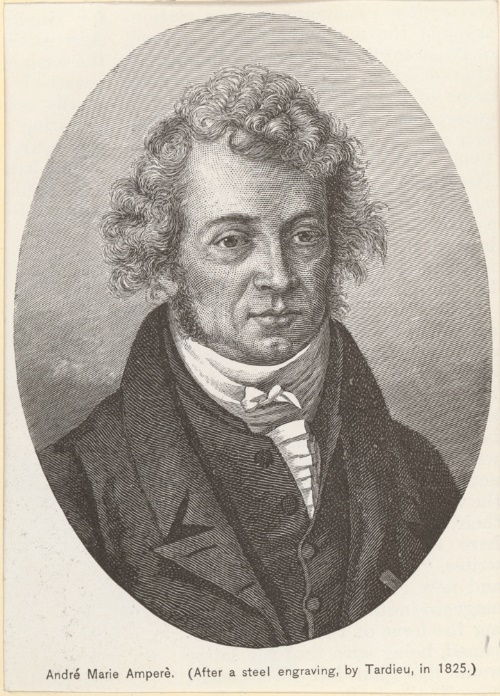 André Marie Amperè. (After a steel engraving, by Tardieu, in 1825.)